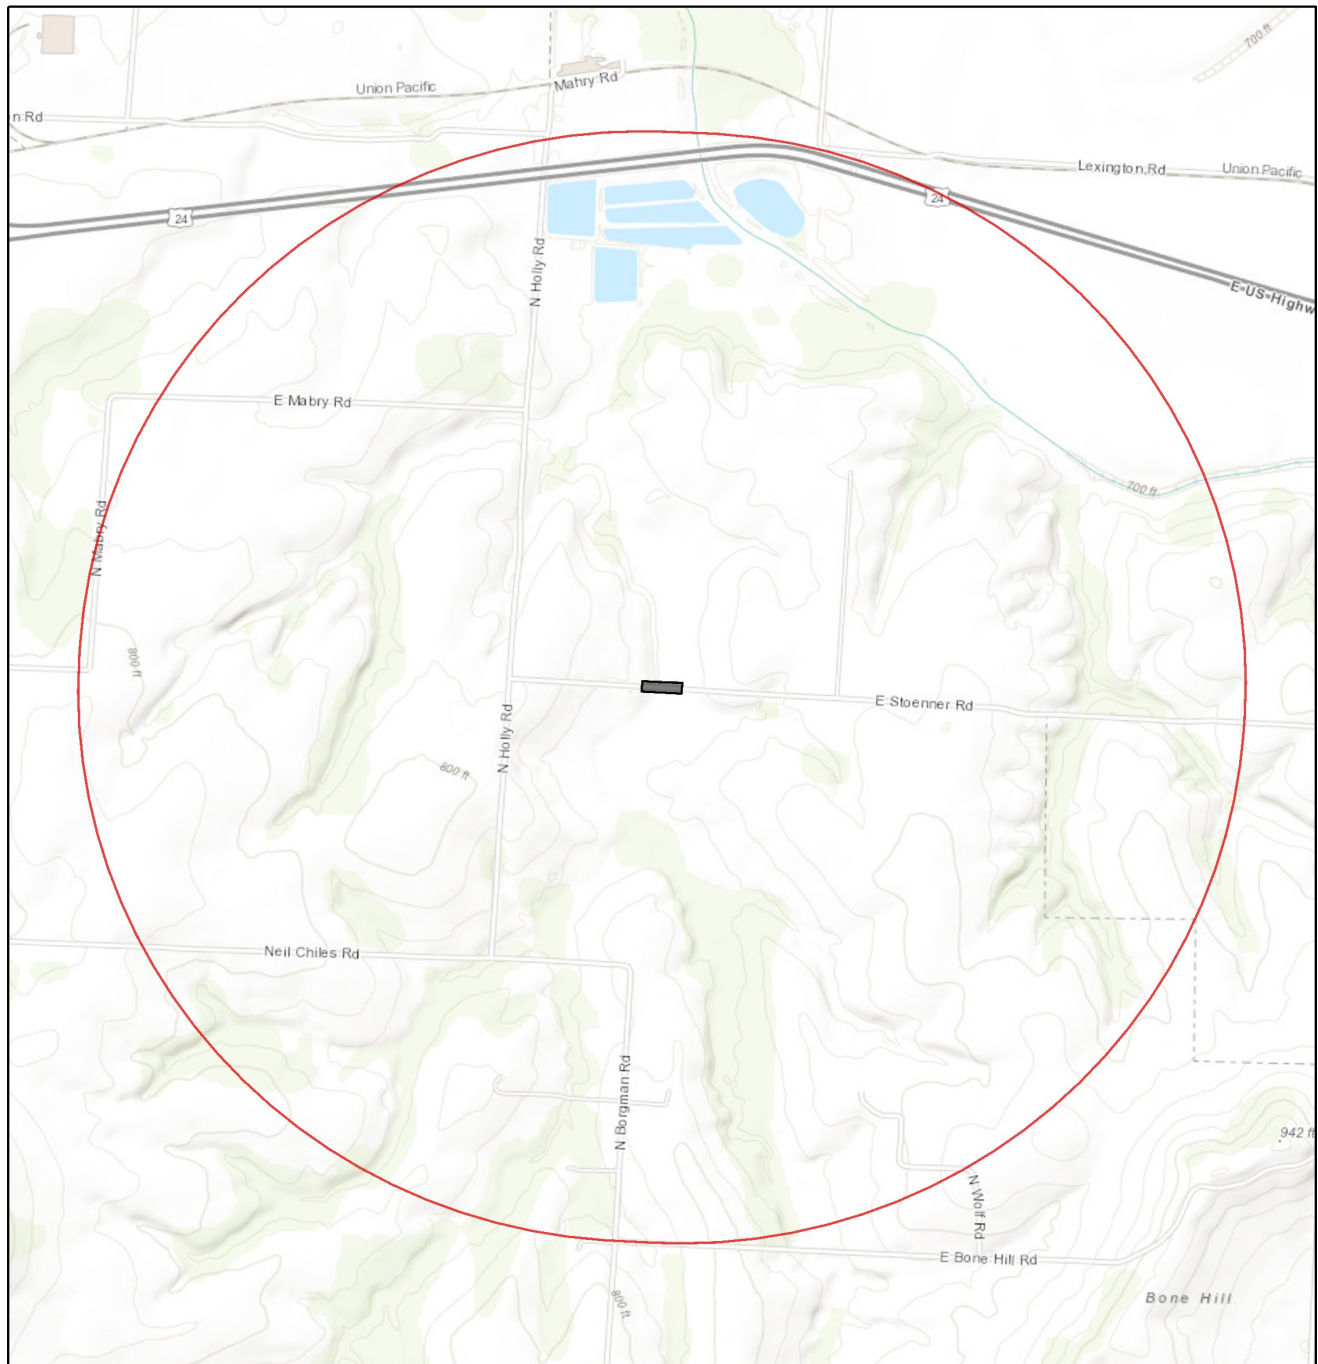 700 ft
Union Pacific
Mabry Rd
n Rd
Lexington Rd
Union Pacific
24
24
N Holly Rd
E US Highw
E Mabry Rd
700 ft
N Mabry Rd
800 ft
E Stoenner Rd
N Holly Rd
800 ft
Neil Chiles Rd
N Borgman Rd
942 ft
N Wolf Rd
E Bone Hill Rd
Bone Hill
800 ft